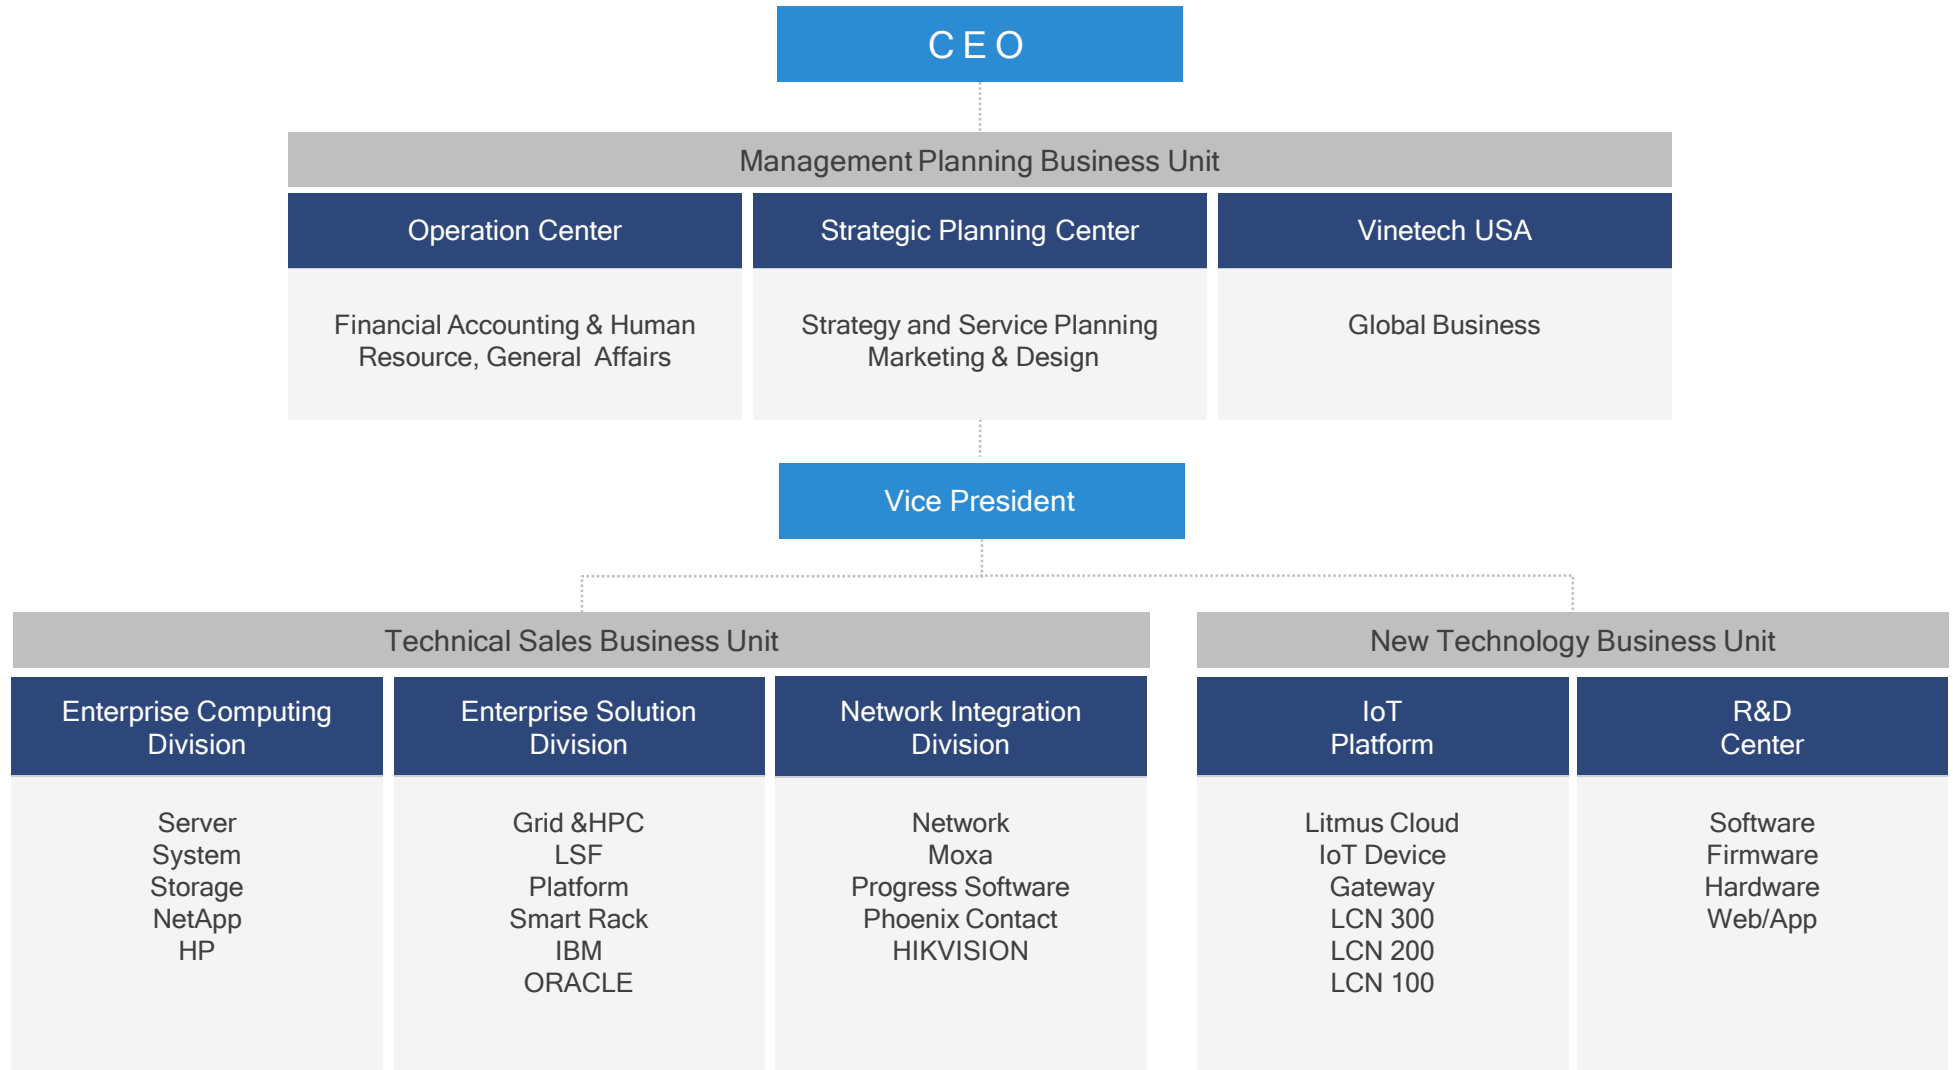 CEO
Management Planning Business Unit
Operation Center
Financial Accounting & Human
Resource, General Affairs
Strategic Planning Center
Strategy and Service Planning
Marketing & Design
Vinetech USA
Global Business
Vice President
Technical Sales Business Unit
Enterprise Computing
Division
Server
System
Storage
NetApp
HP
Enterprise Solution
Division
Grid &HPC
LSF
Platform
Smart Rack
IBM
ORACLE
Network Integration
Division
Network
Moxa
Progress Software
Phoenix Contact
HIKVISION
New Technology Business Unit
IoT
Platform
Litmus Cloud
IoT Device
Gateway
LCN 300
LCN 200
LCN 100
R&D
Center
Software
Firmware
Hardware
Web/App